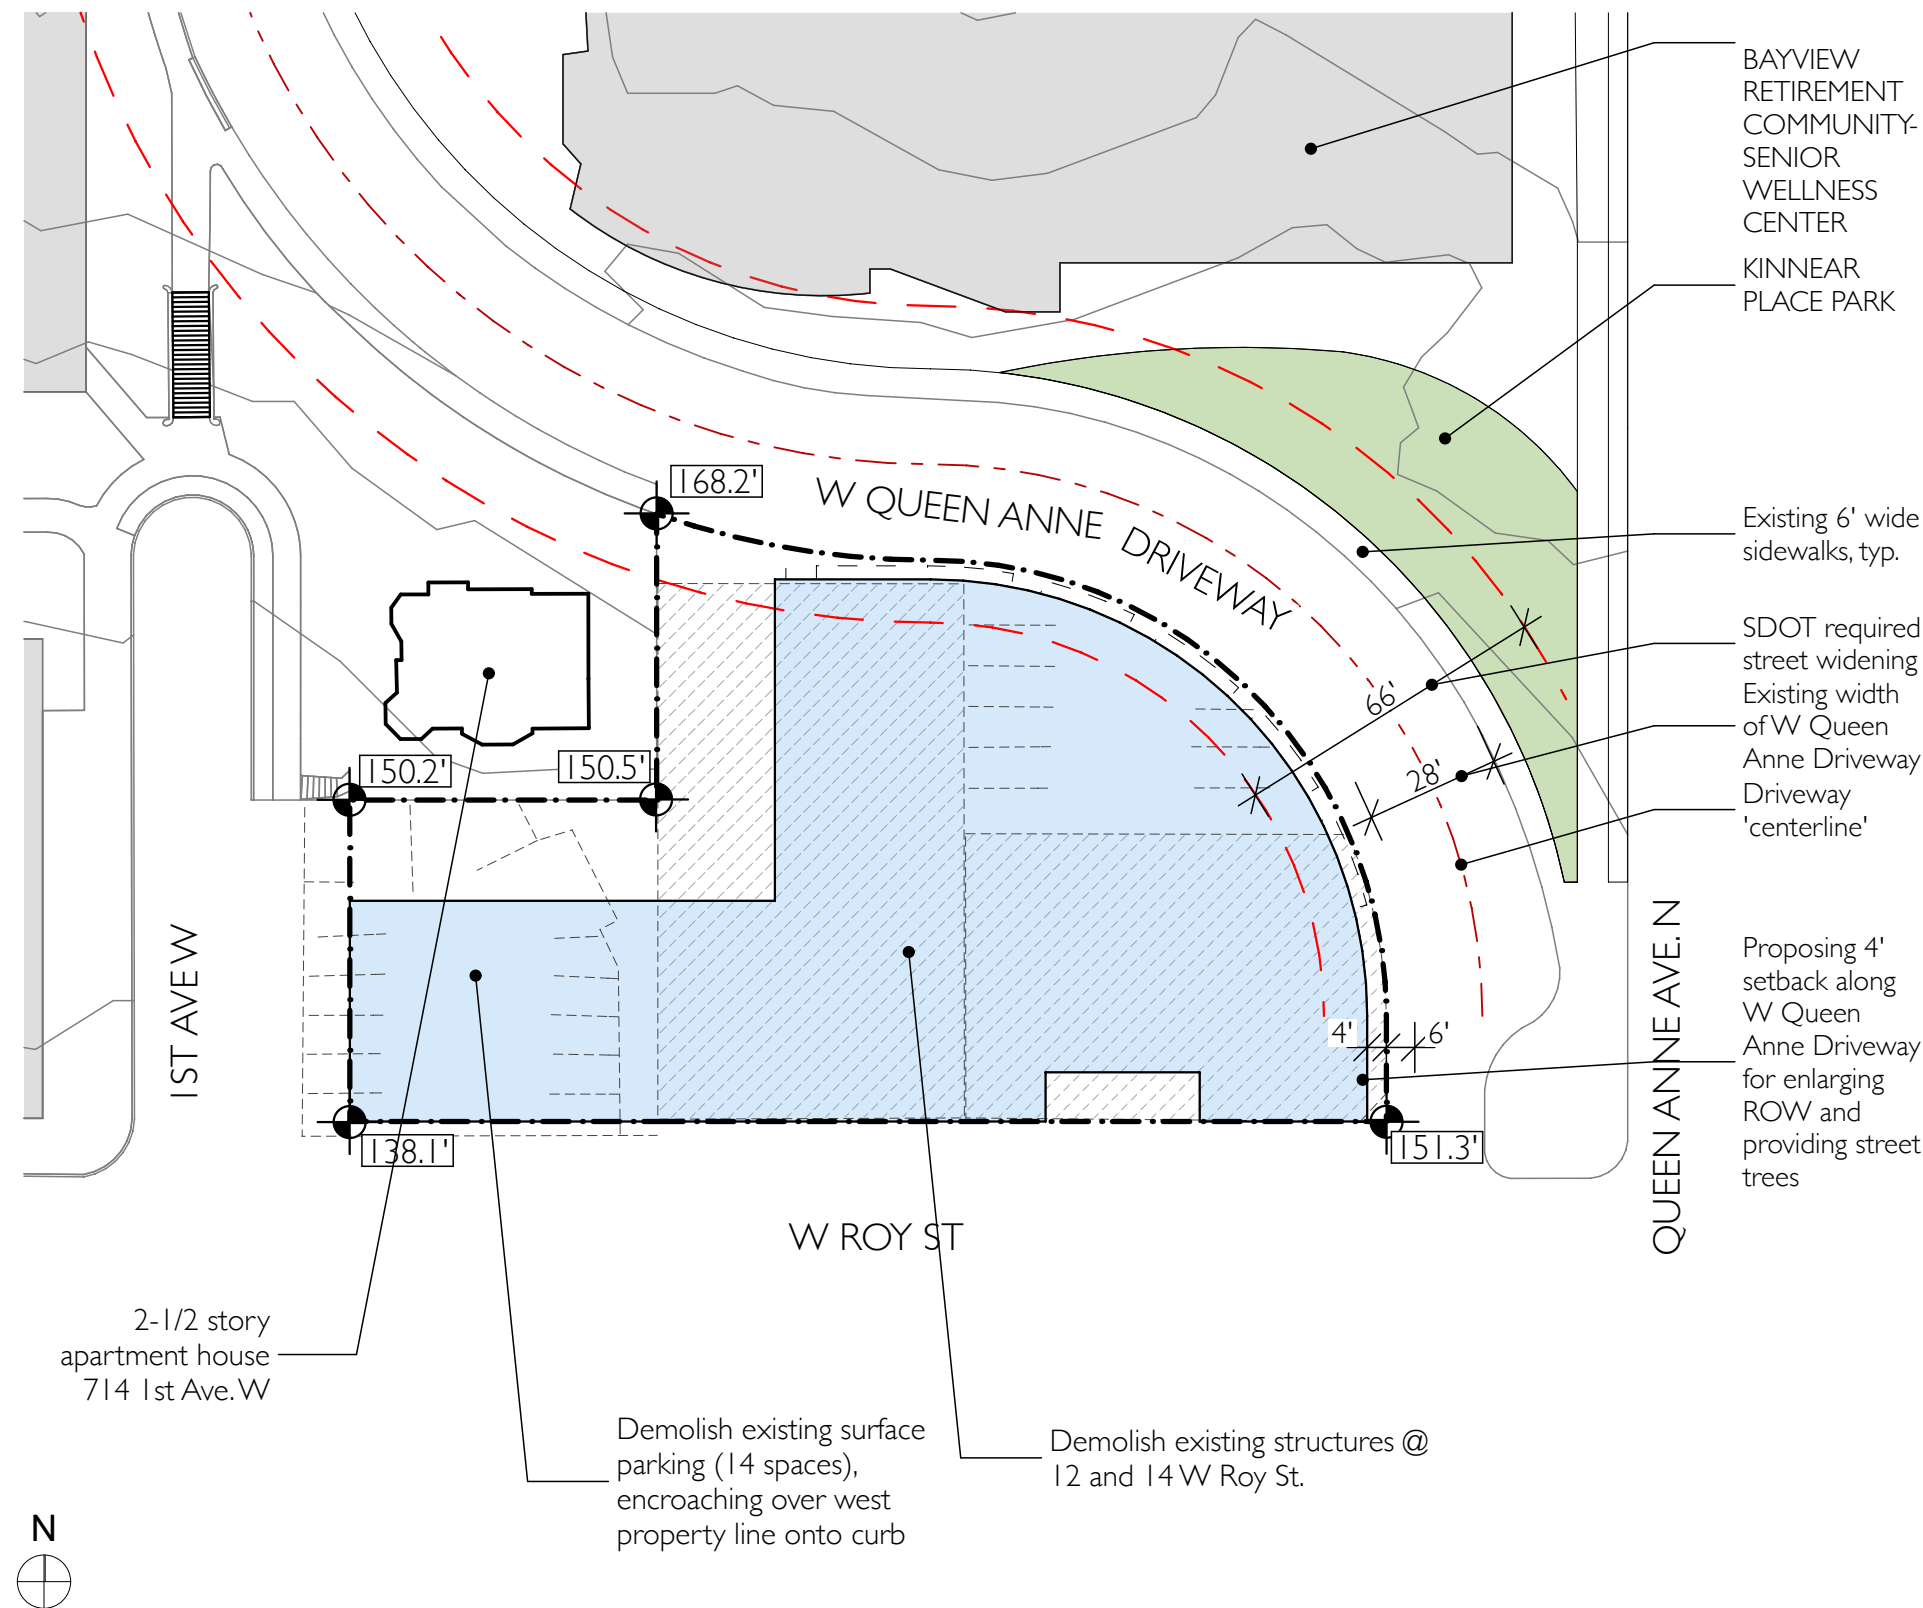 BAYVIEW
RETIREMENT
COMMUNITY-
SENIOR
WELLNESS
CENTER
KINNEAR
PLACE PARK
168.2'
W QUEEN ANNE DRIVEWAY
Existing 6' wide
sidewalks, typ.
SDOT required
street widening
Existing width
of W Queen
Anne Driveway
Driveway
'centerline'
66'
28'
150.2'
150.5'
1ST AVE W
QUEEN ANNE AVE. N
Proposing 4'
setback along
W Queen
Anne Driveway
for enlarging
ROW and
providing street
trees
4'
6'
138.1'
151.3'
W ROY ST
2-1/2 story
apartment house
714 1st Ave. W
Demolish existing surface
parking (14 spaces),
encroaching over west
property line onto curb
Demolish existing structures @
12 and 14 W Roy St.
N